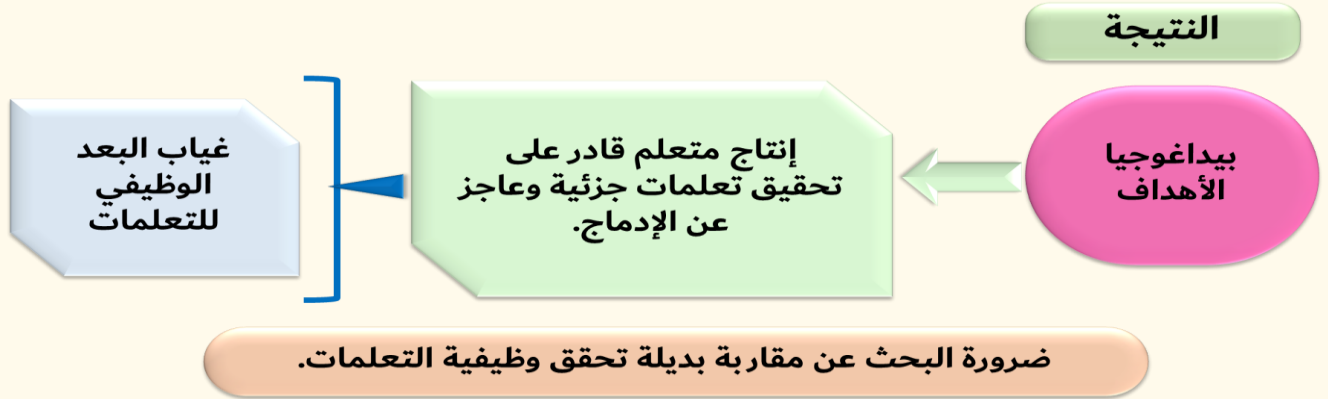 النتيجة
بيداغوجيا
الأهداف
إنتاج متعلم قادر على
تحقيق تعلمات جزئية وعاجز
عن الإدماج.
غياب البعد
الوظيفي
للتعلمات
ضرورة البحث عن مقاربة بديلة تحقق وظيفية التعلمات.